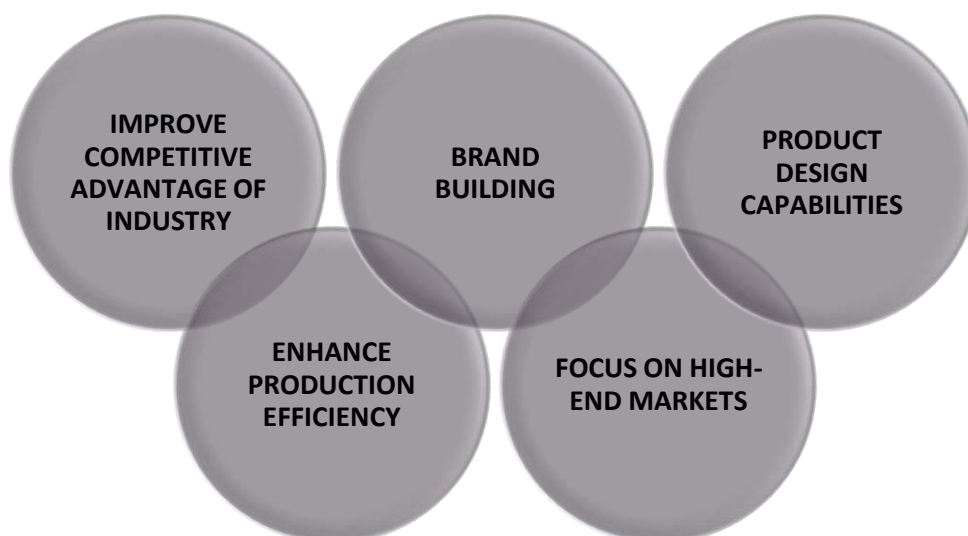 IMPROVE
COMPETITIVE
ADVANTAGE OF
INDUSTRY
BRAND
BUILDING
PRODUCT
DESIGN
CAPABILITIES
ENHANCE
PRODUCTION
EFFICIENCY
FOCUS ON HIGH-
END MARKETS